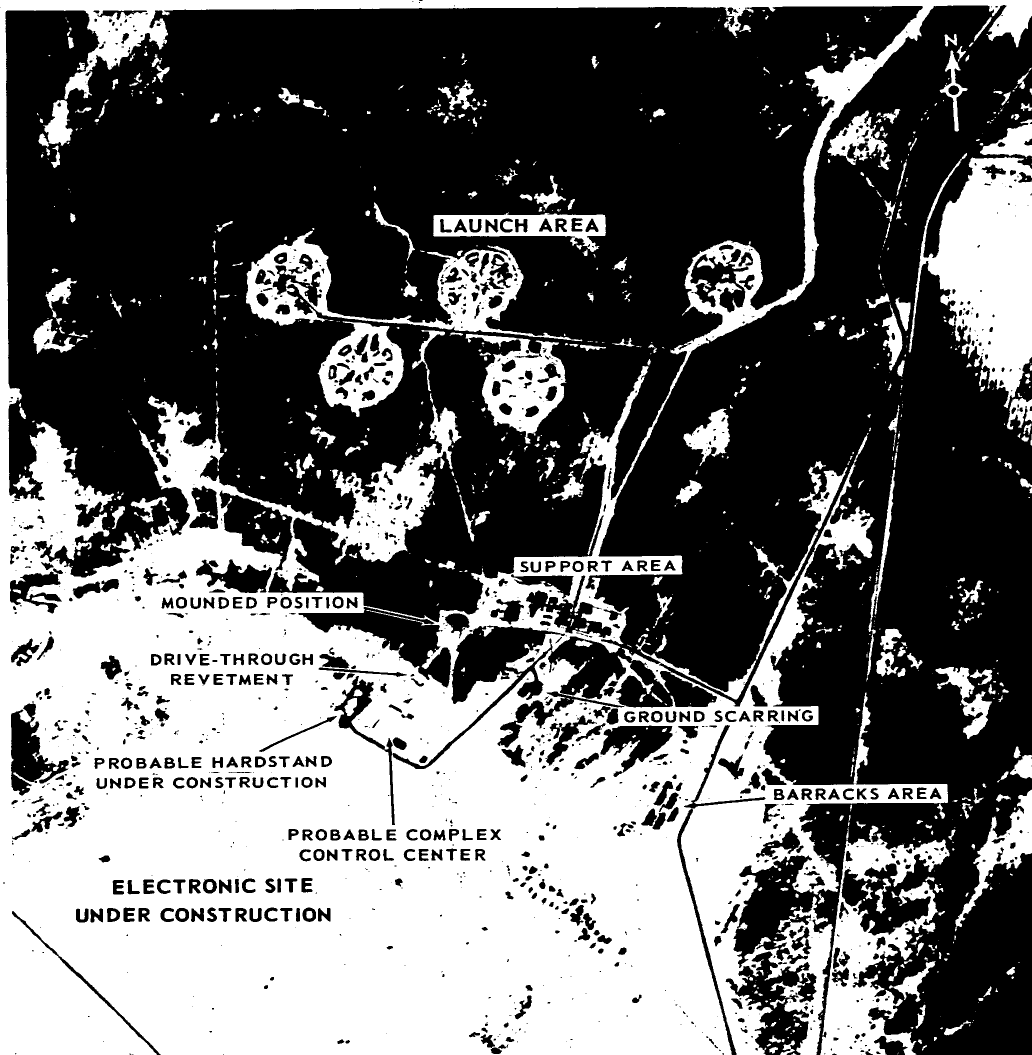 N
LAUNCH AREA
SUPPORT AREA
MOUNDED POSITION
DRIVE-THROUGH
REVETMENT
GROUND SCARRING
PROBABLE HARDSTAND
UNDER CONSTRUCTION
BARRACKS AREA
PROBABLE COMPLEX
CONTROL CENTER
ELECTRONIC SITE
UNDER CONSTRUCTION